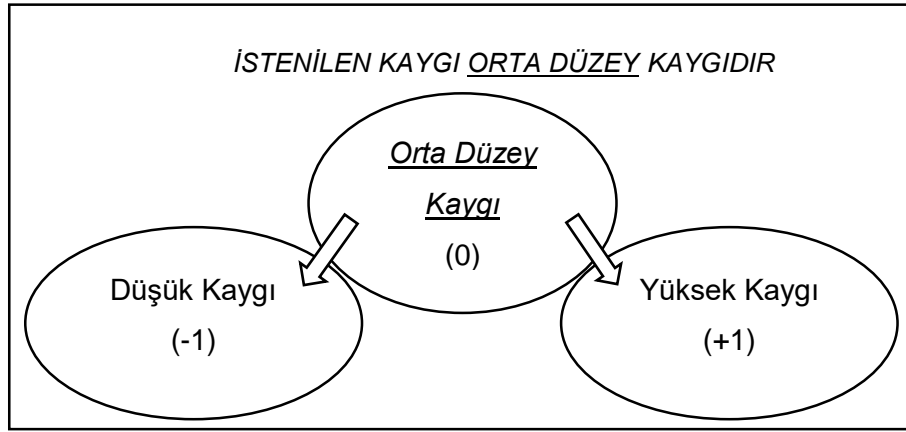 İSTENİLEN KAYGI ORTA DÜZEY KAYGIDIR
Orta Düzey
Kaygı
(0)
Düşük Kaygı
(-1)
Yüksek Kaygı
(+1)